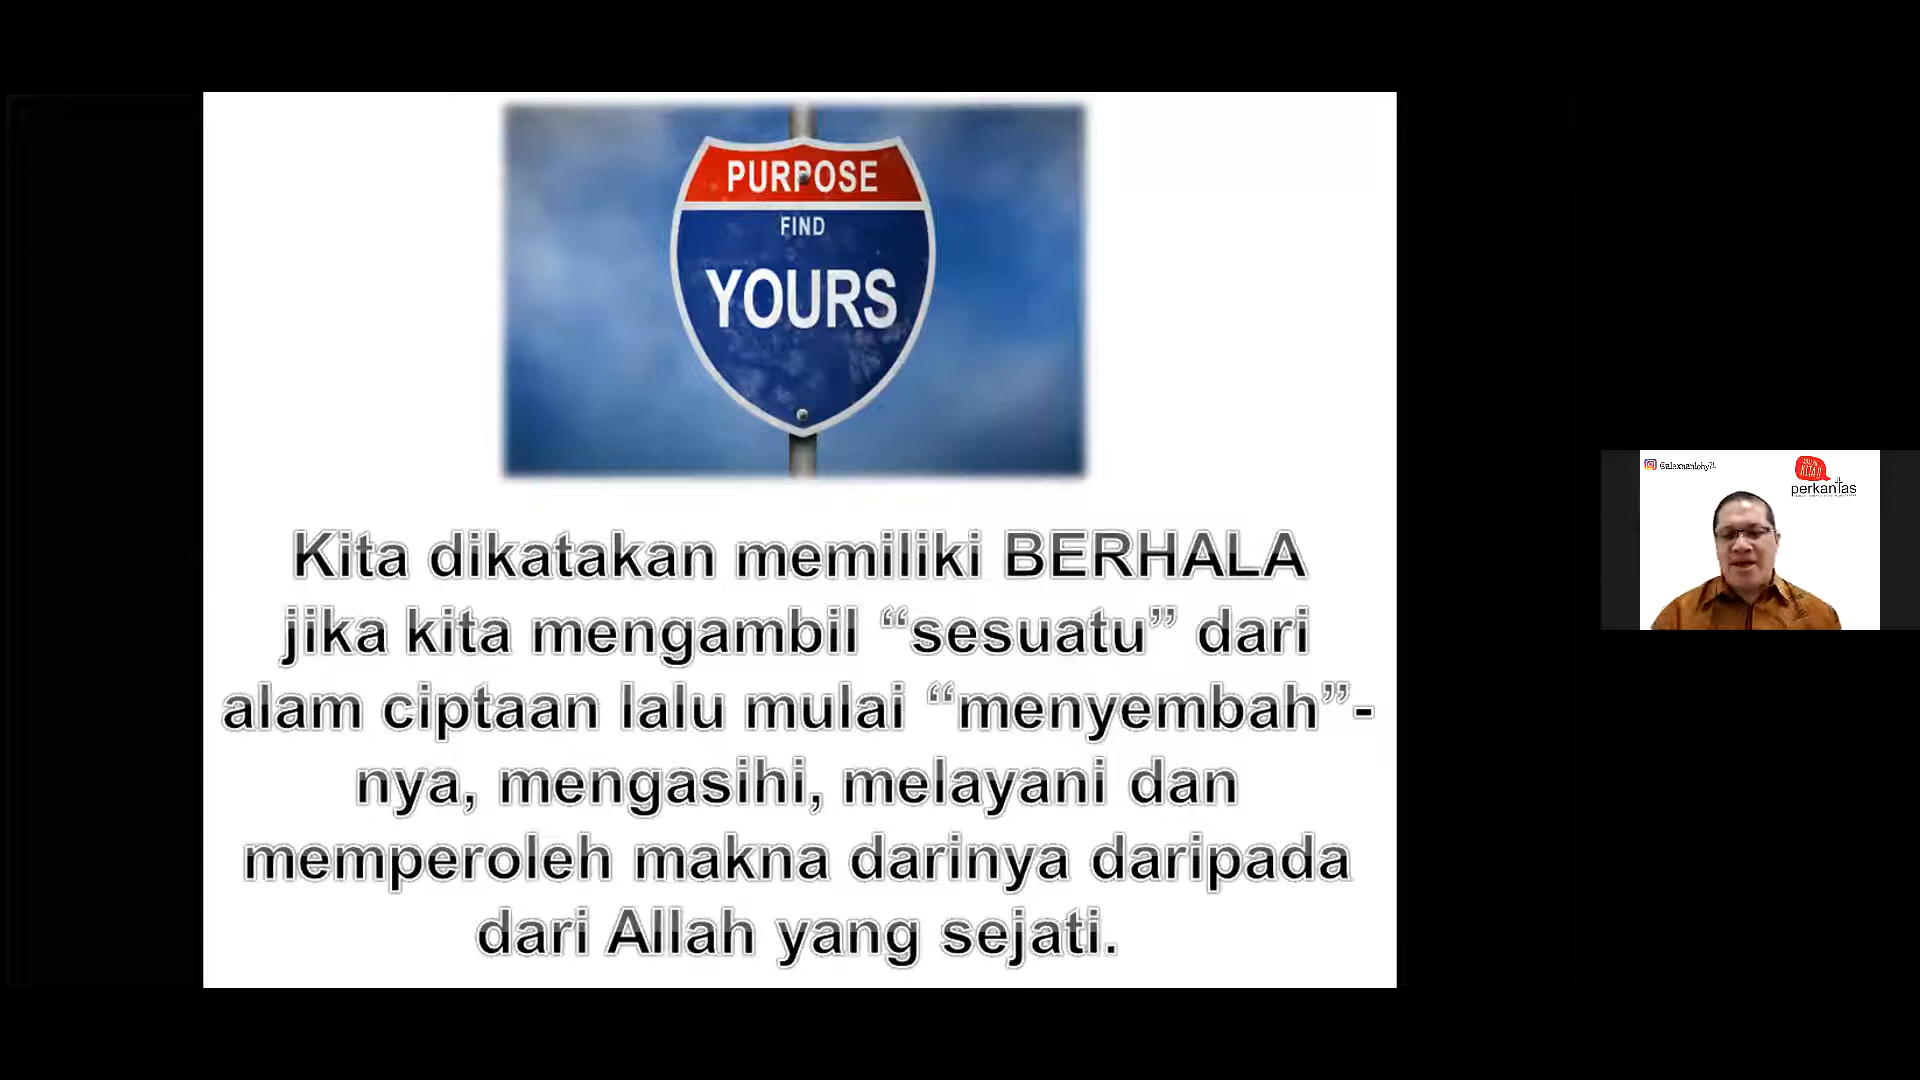 PURPOSE
FIND
YOURS
Kita dikatakan memiliki BERHALA
jika kita mengambil “sesuatu” dari
alam ciptaan lalu mulai “menyembah”-
nya, mengasihi, melayani dan
memperoleh makna darinya daripada
dari Allah yang sejati.
perkantas